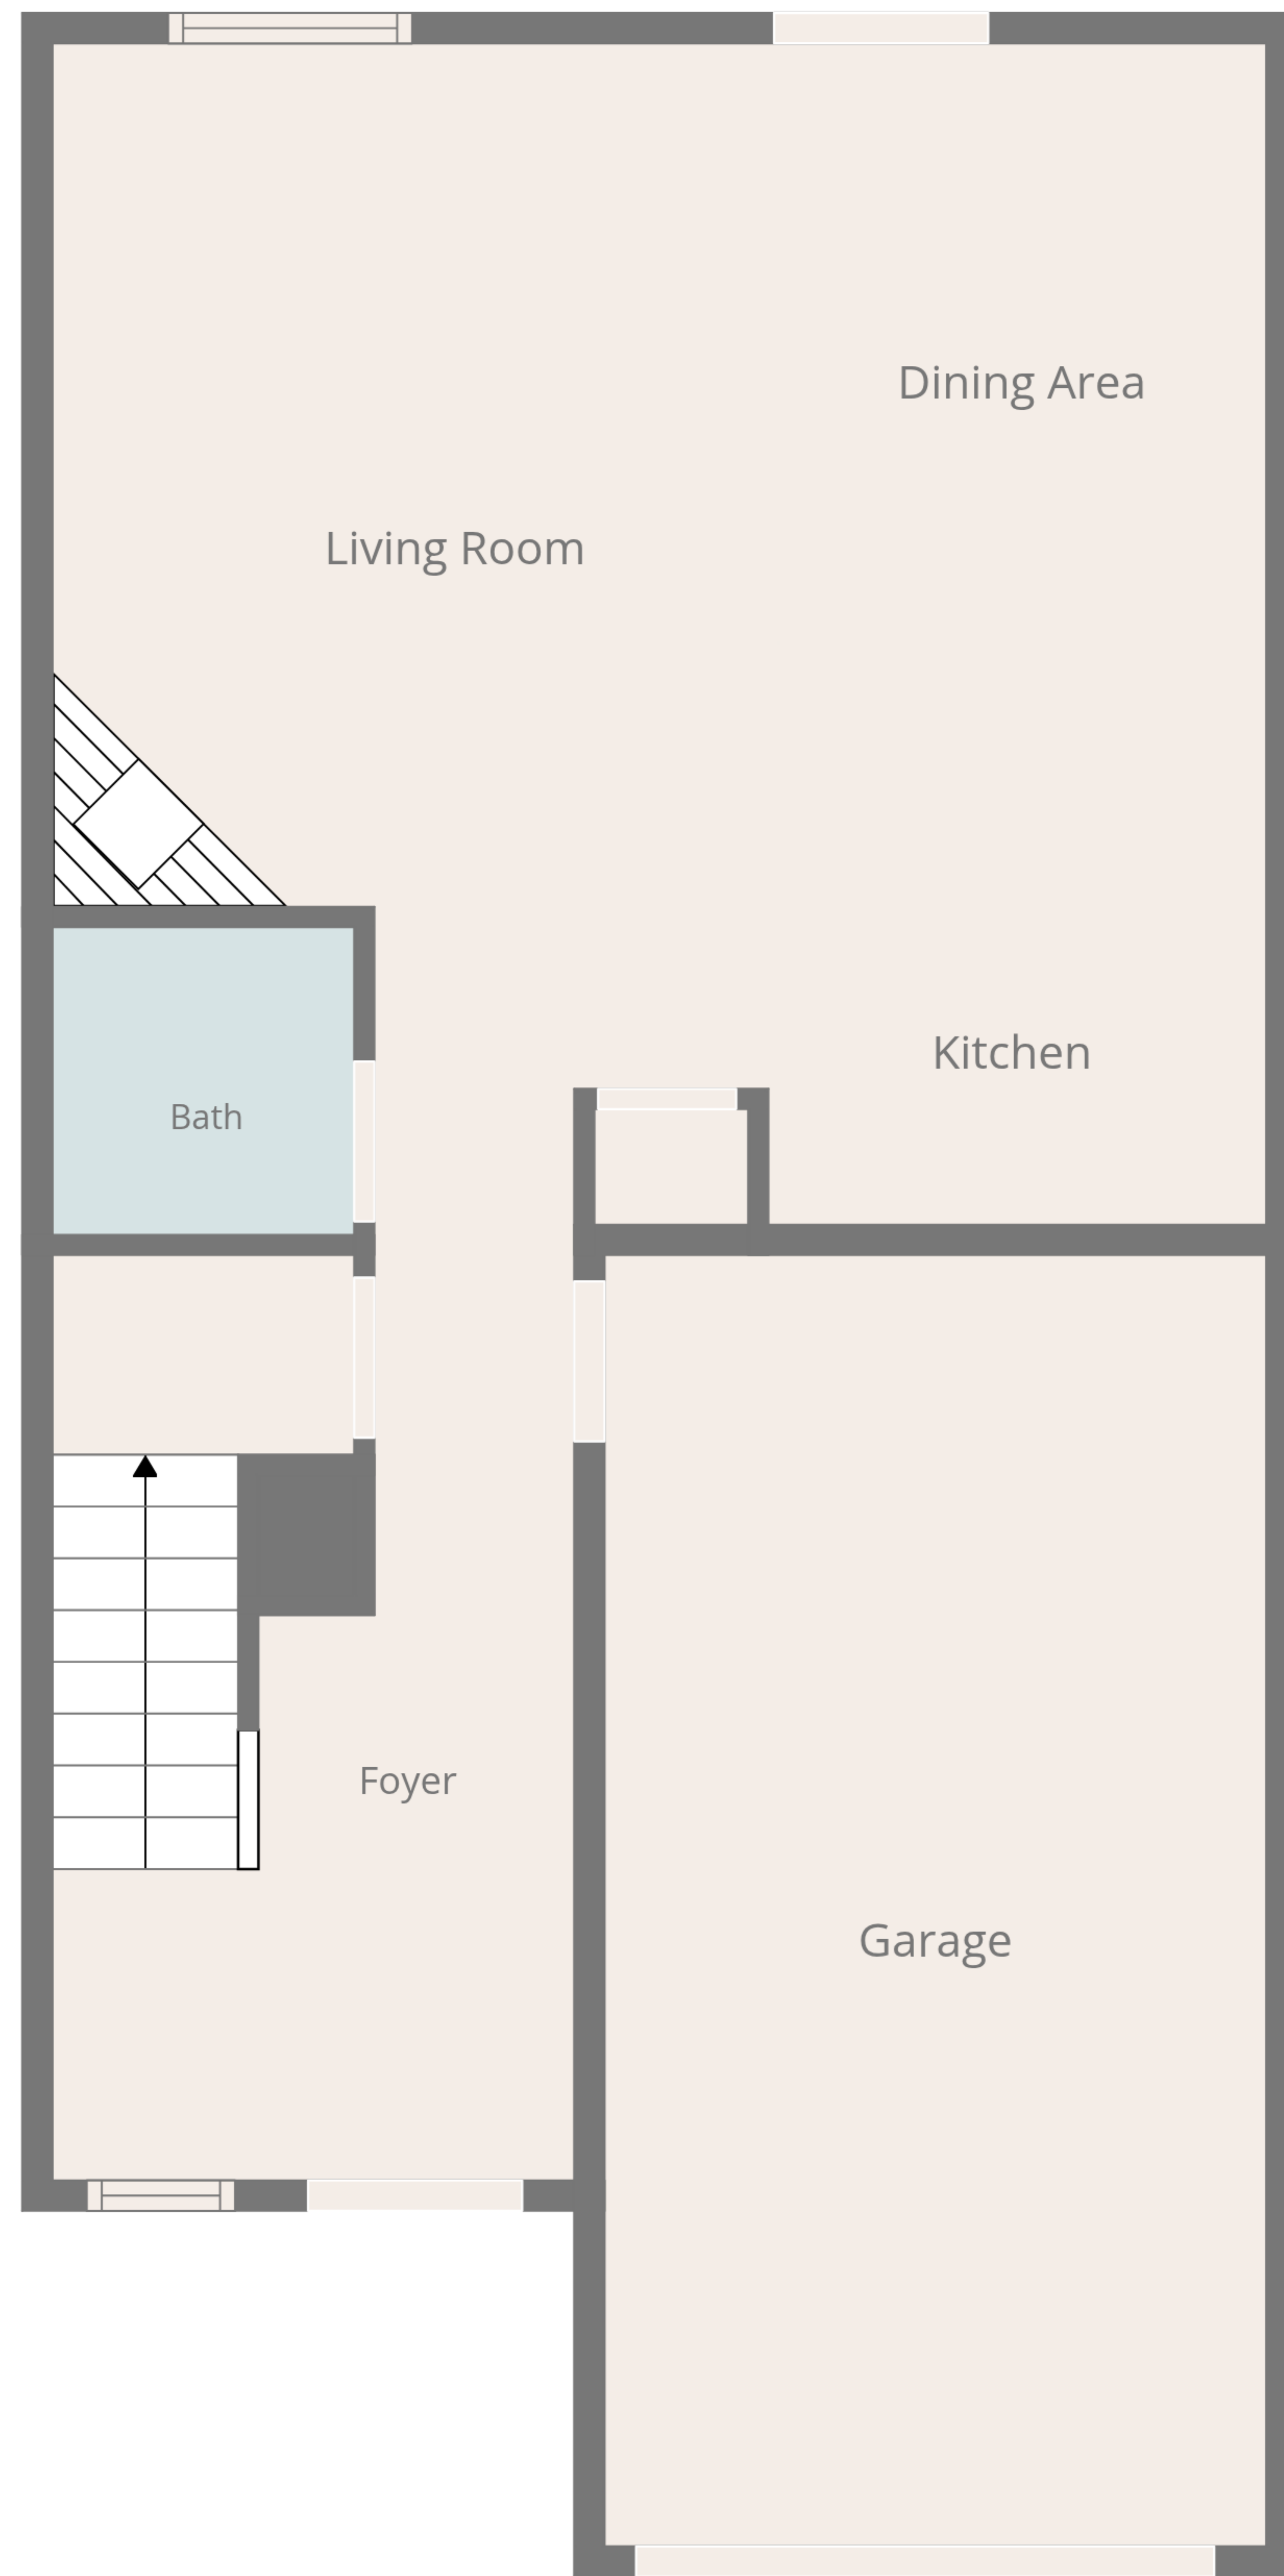 Dining Area
Living Room
Kitchen
Bath
Foyer
Garage